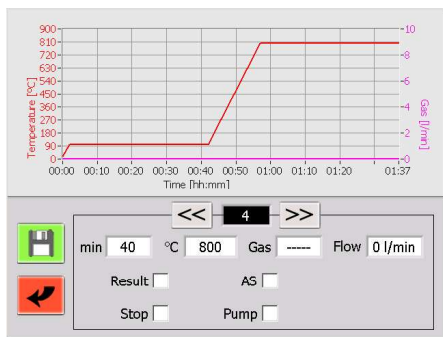 900
810
720
630
540
450
360
270
180
90
0
Temperature [°C]
10
8
6
4
2
0
Gas [l/min]
00:00 00:10 00:20 00:30 00:40 00:50 01:00 01:10 01:20 01:37
Time [hh:mm]
<< 4 >>
min 40 °C 800 Gas ----- Flow 0 l/min
Result AS
Stop Pump